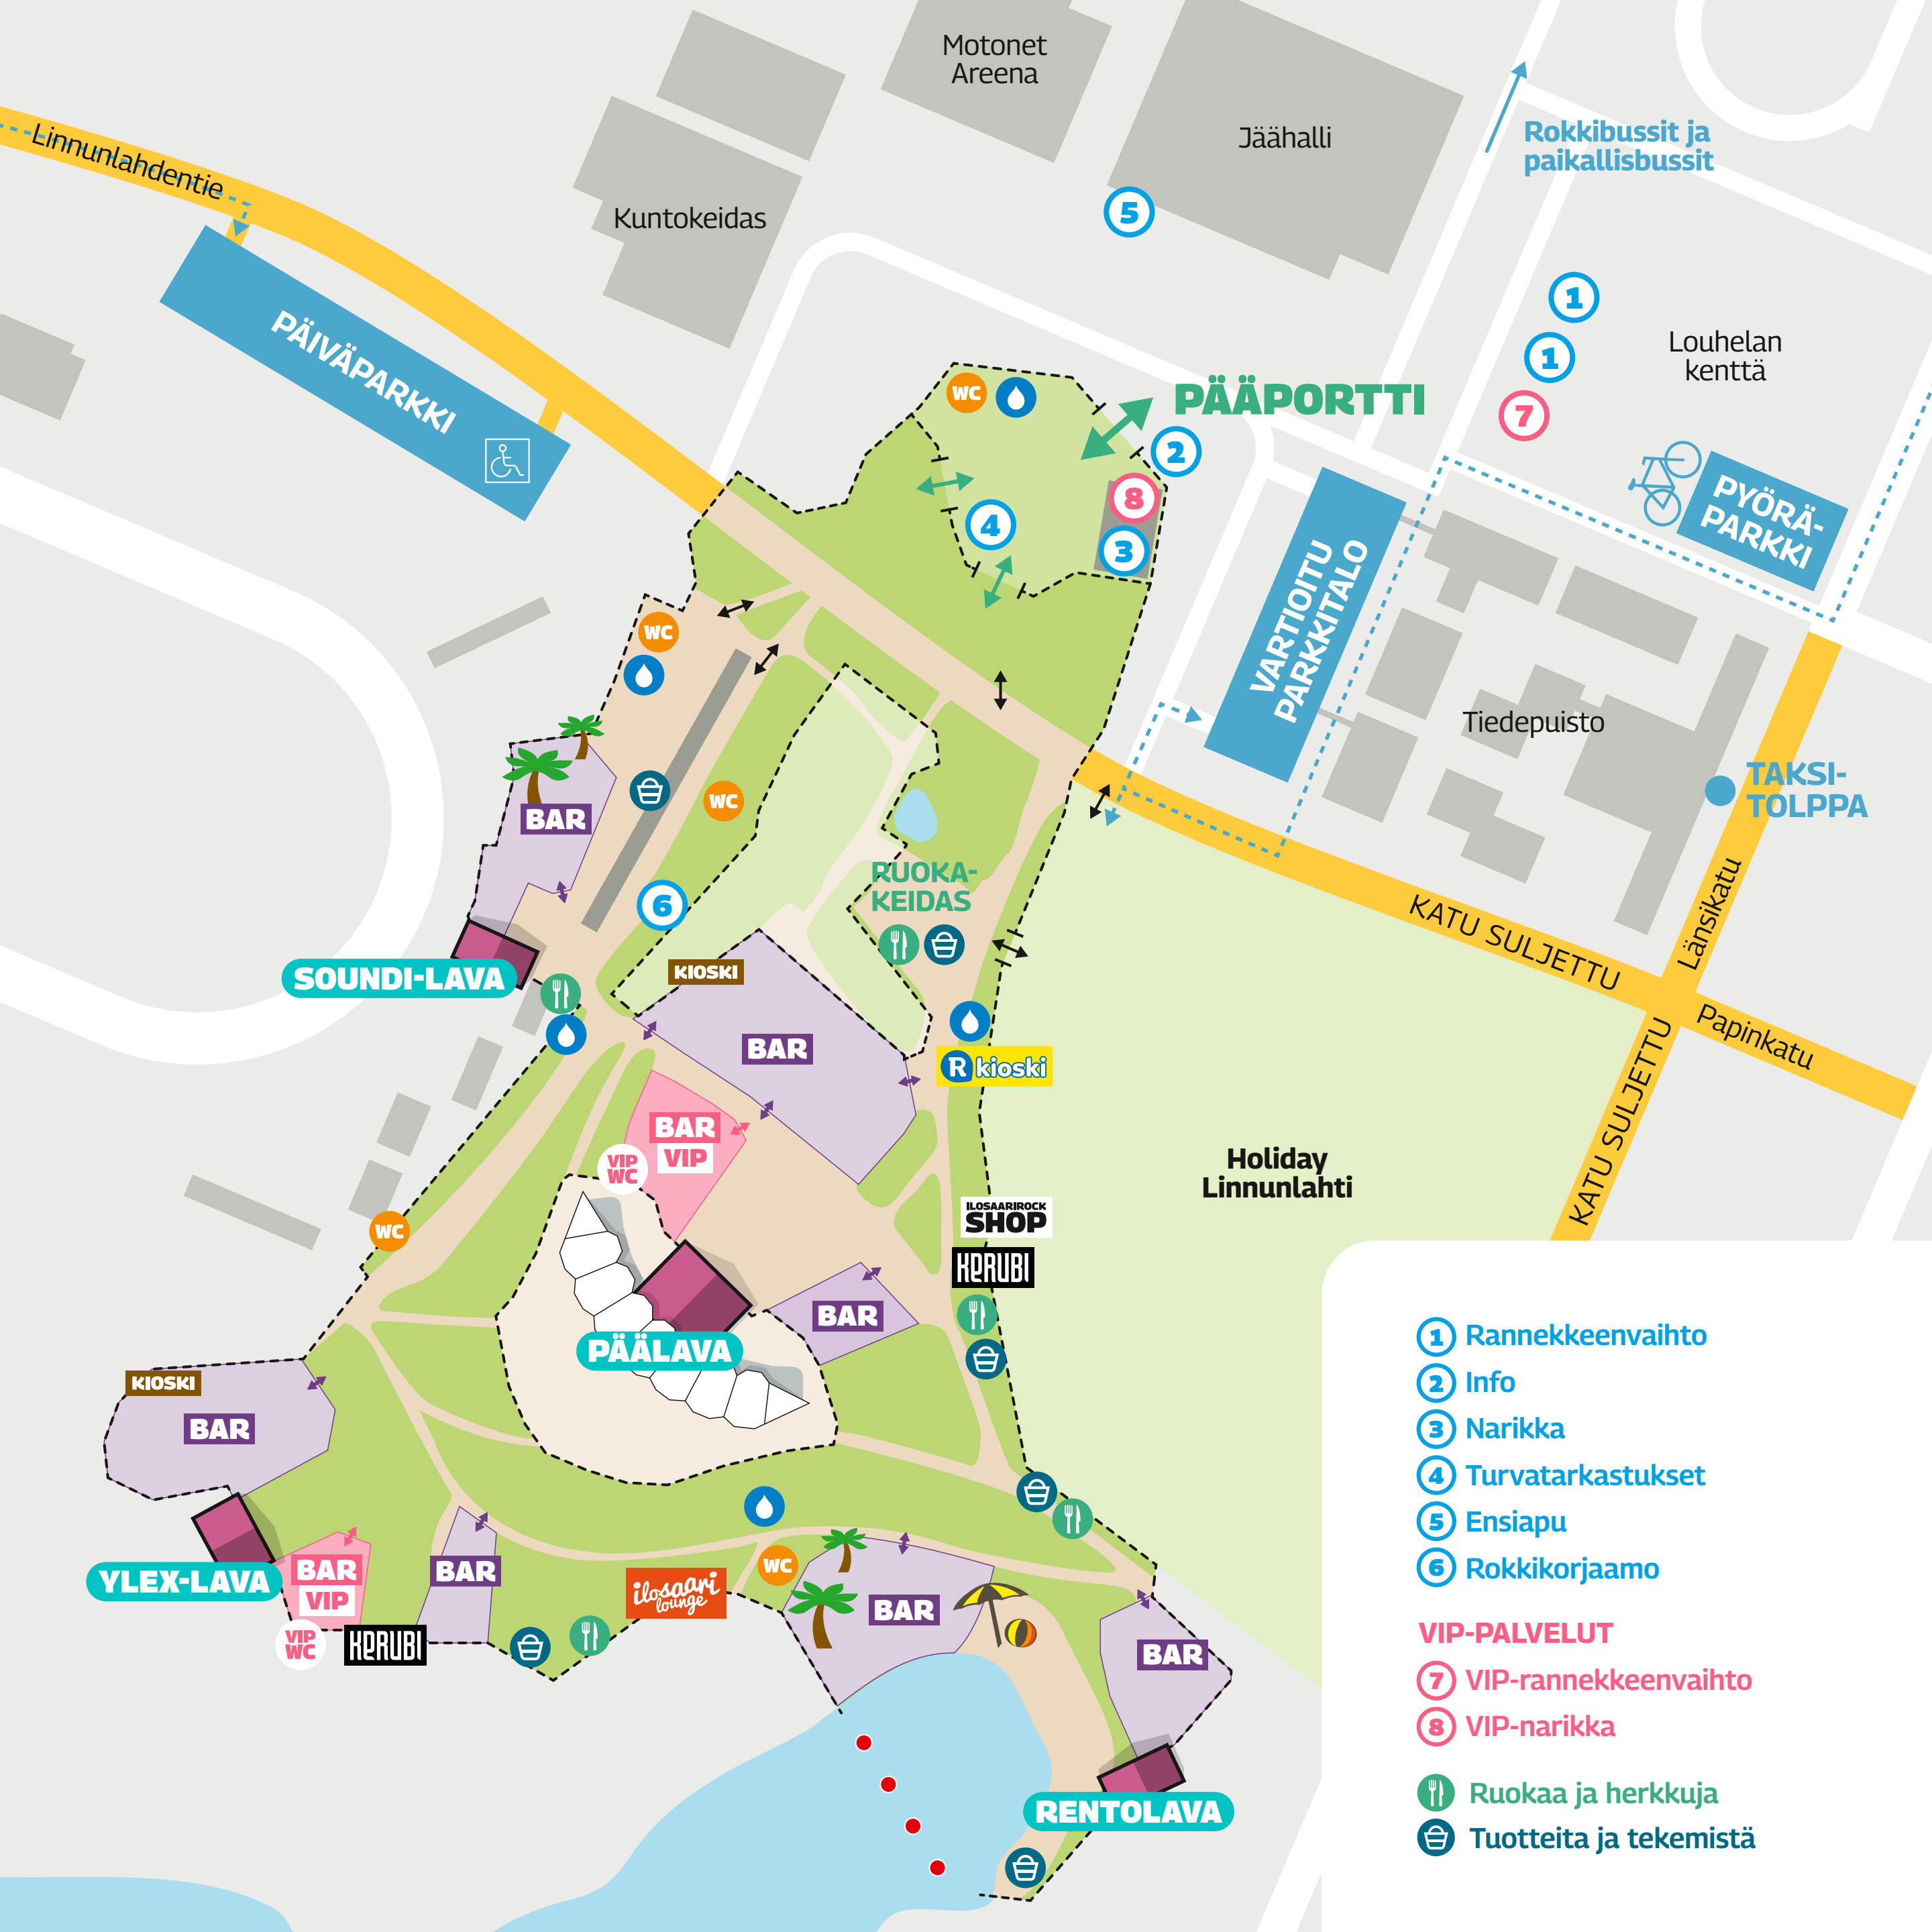 Motonet
Areena
Jäähalli
Rokkibussit ja
paikallisbussit
Linnunlahdentie
Kuntokeidas
5
1
1
7
Louhelan
kenttä
PÄIVÄPARKKI
WC
PÄÄPORTTI
2
8
4
3
PYÖRÄ-
PARKKI
VARTIOITU
PARKKITALO
WC
Tiedepuisto
TAKSI-
TOLPPA
BAR
WC
6
RUOKA-
KEIDAS
KATU SULJETTU
Länsikatu
SOUNDI-LAVA
KIOSKI
BAR
R kioski
Papinkatu
KATU SULJETTU
BAR
VIP
VIP
WC
Holiday
Linnunlahti
WC
ILOSAARIROCK
SHOP
KERUBI
BAR
PÄÄLAVA
KIOSKI
BAR
YLEX-LAVA
BAR
VIP
VIP
WC
KERUBI
BAR
ilosaari
lounge
WC
BAR
BAR
RENTOLAVA
1 Rannekkeenvaihto
2 Info
3 Narikka
4 Turvatarkastukset
5 Ensiapu
6 Rokkikorjaamo
VIP-PALVELUT
7 VIP-rannekkeenvaihto
8 VIP-narikka
Ruokaa ja herkkuja
Tuotteita ja tekemistä